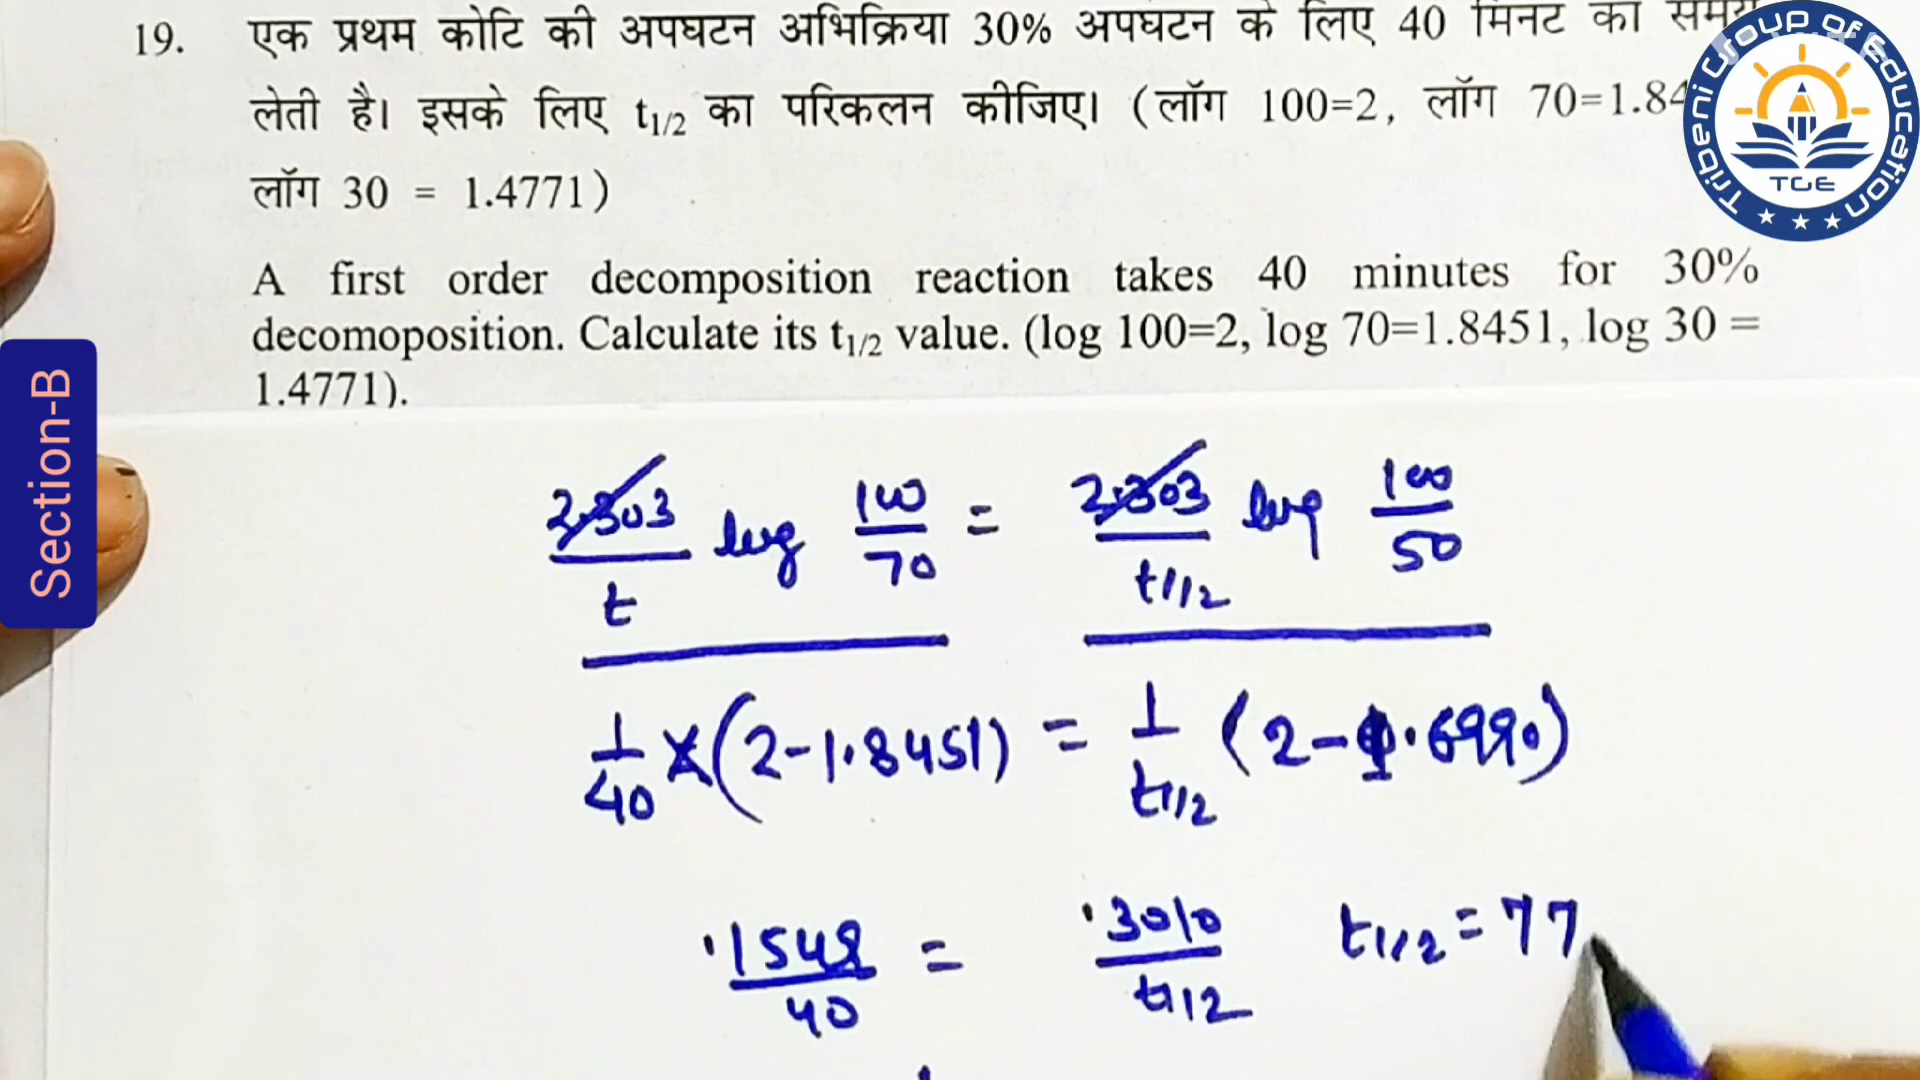 19. एक प्रथम कोटि की अपघटन अभिक्रिया 30% अपघटन के लिए 40 मिनट का समय
लेती है। इसके लिए t1/2 का परिकलन कीजिए। (लॉग 100=2, लॉग 70=1.84
लॉग 30 = 1.4771)
A first order decomposition reaction takes 40 minutes for 30%
decomoposition. Calculate its t1/2 value. (log 100=2, log 70=1.8451, log 30 =
1.4771).
2.303/t log 100/70 = 2.303/t1/2 log 100/50
1/40 × (2-1.8451) = 1/t1/2 (2-1.6990)
.1548/40 = .3010/t1/2 t1/2 = 77
Section-B
Tribeni Group of Education
TGE